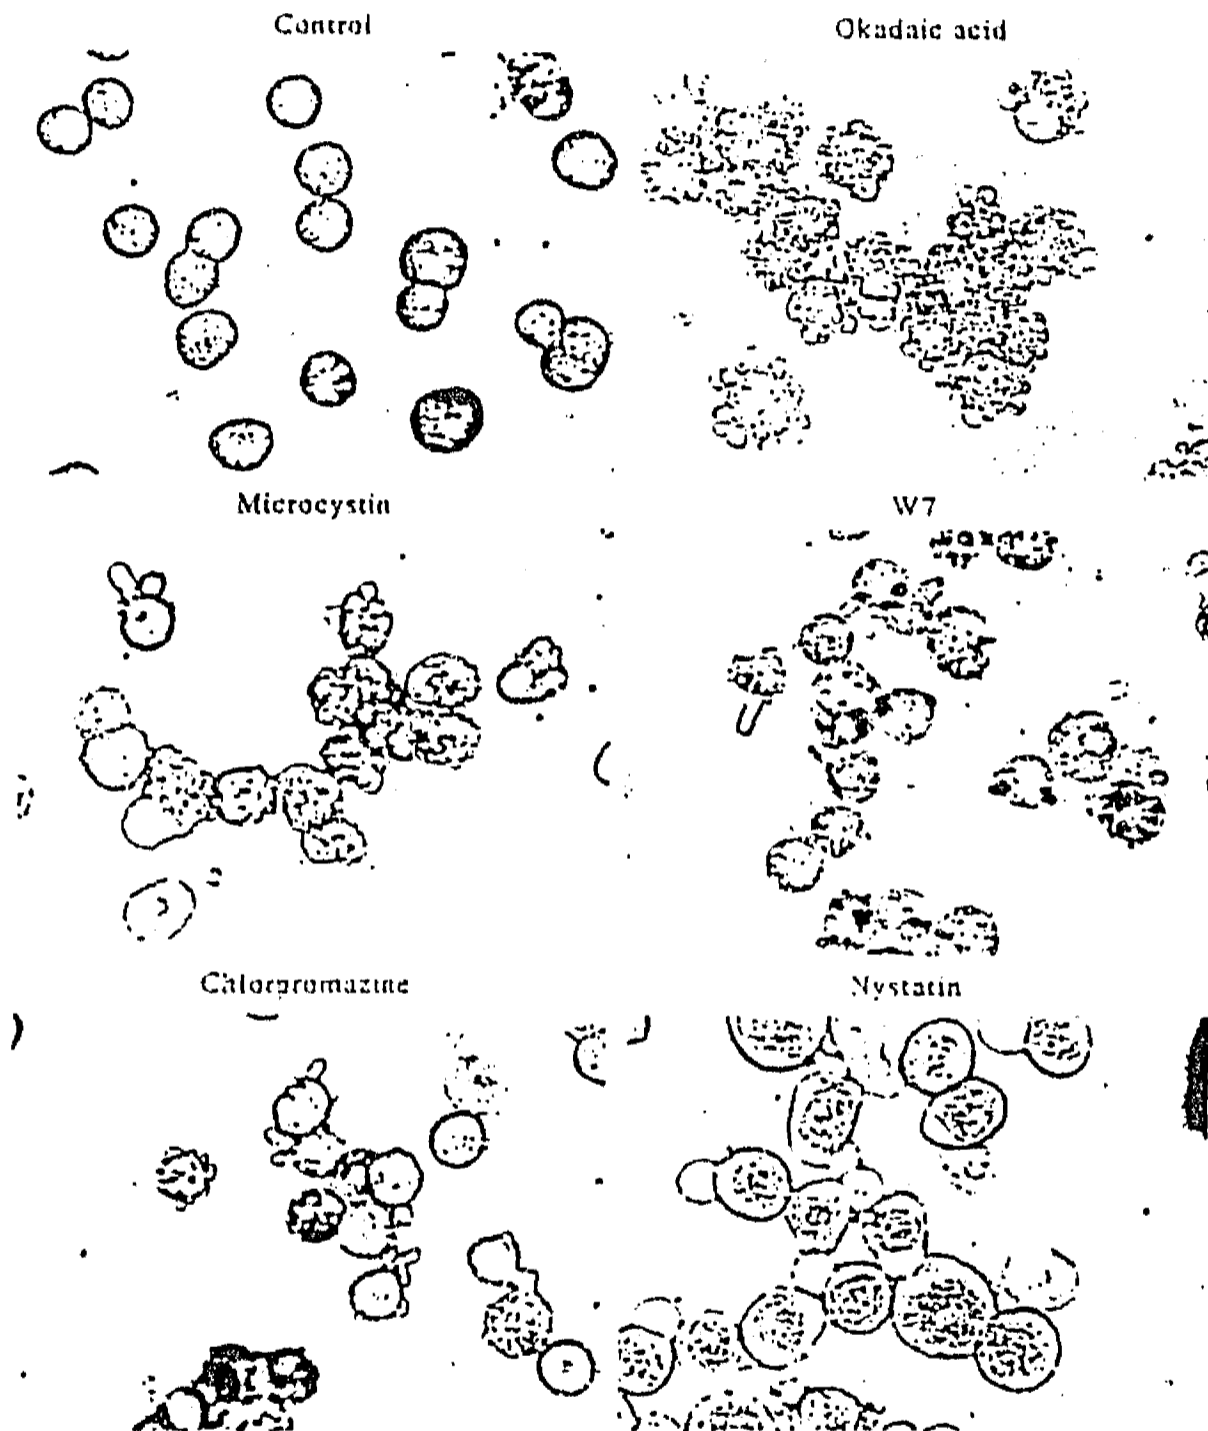 Control
Okadaic acid
Microcystin
W7
Chlorpromazine
Nystatin